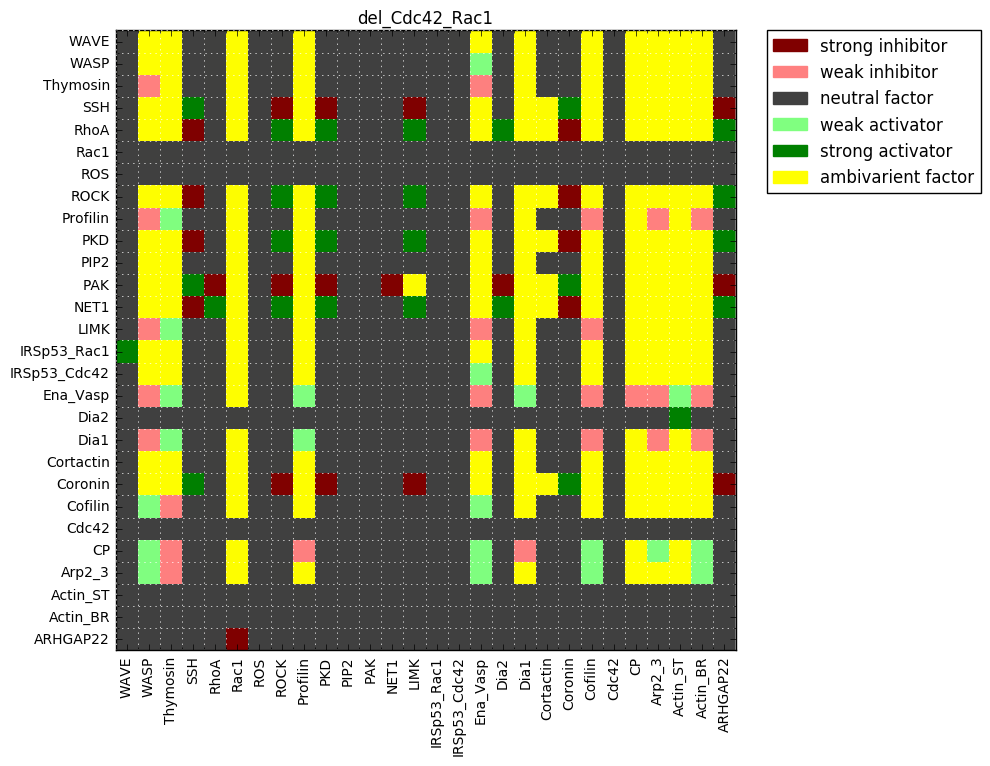 del_Cdc42_Rac1
WAVE
WASP
Thymosin
SSH
RhoA
Rac1
ROS
ROCK
Profilin
PKD
PIP2
PAK
NET1
LIMK
IRSp53_Rac1
IRSp53_Cdc42
Ena_Vasp
Dia2
Dia1
Cortactin
Coronin
Cofilin
Cdc42
CP
Arp2_3
Actin_ST
Actin_BR
ARHGAP22
WAVE
WASP
Thymosin
SSH
RhoA
Rac1
ROS
ROCK
Profilin
PKD
PIP2
PAK
NET1
LIMK
IRSp53_Rac1
IRSp53_Cdc42
Ena_Vasp
Dia2
Dia1
Cortactin
Coronin
Cofilin
Cdc42
CP
Arp2_3
Actin_ST
Actin_BR
ARHGAP22
strong inhibitor
weak inhibitor
neutral factor
weak activator
strong activator
ambivarient factor